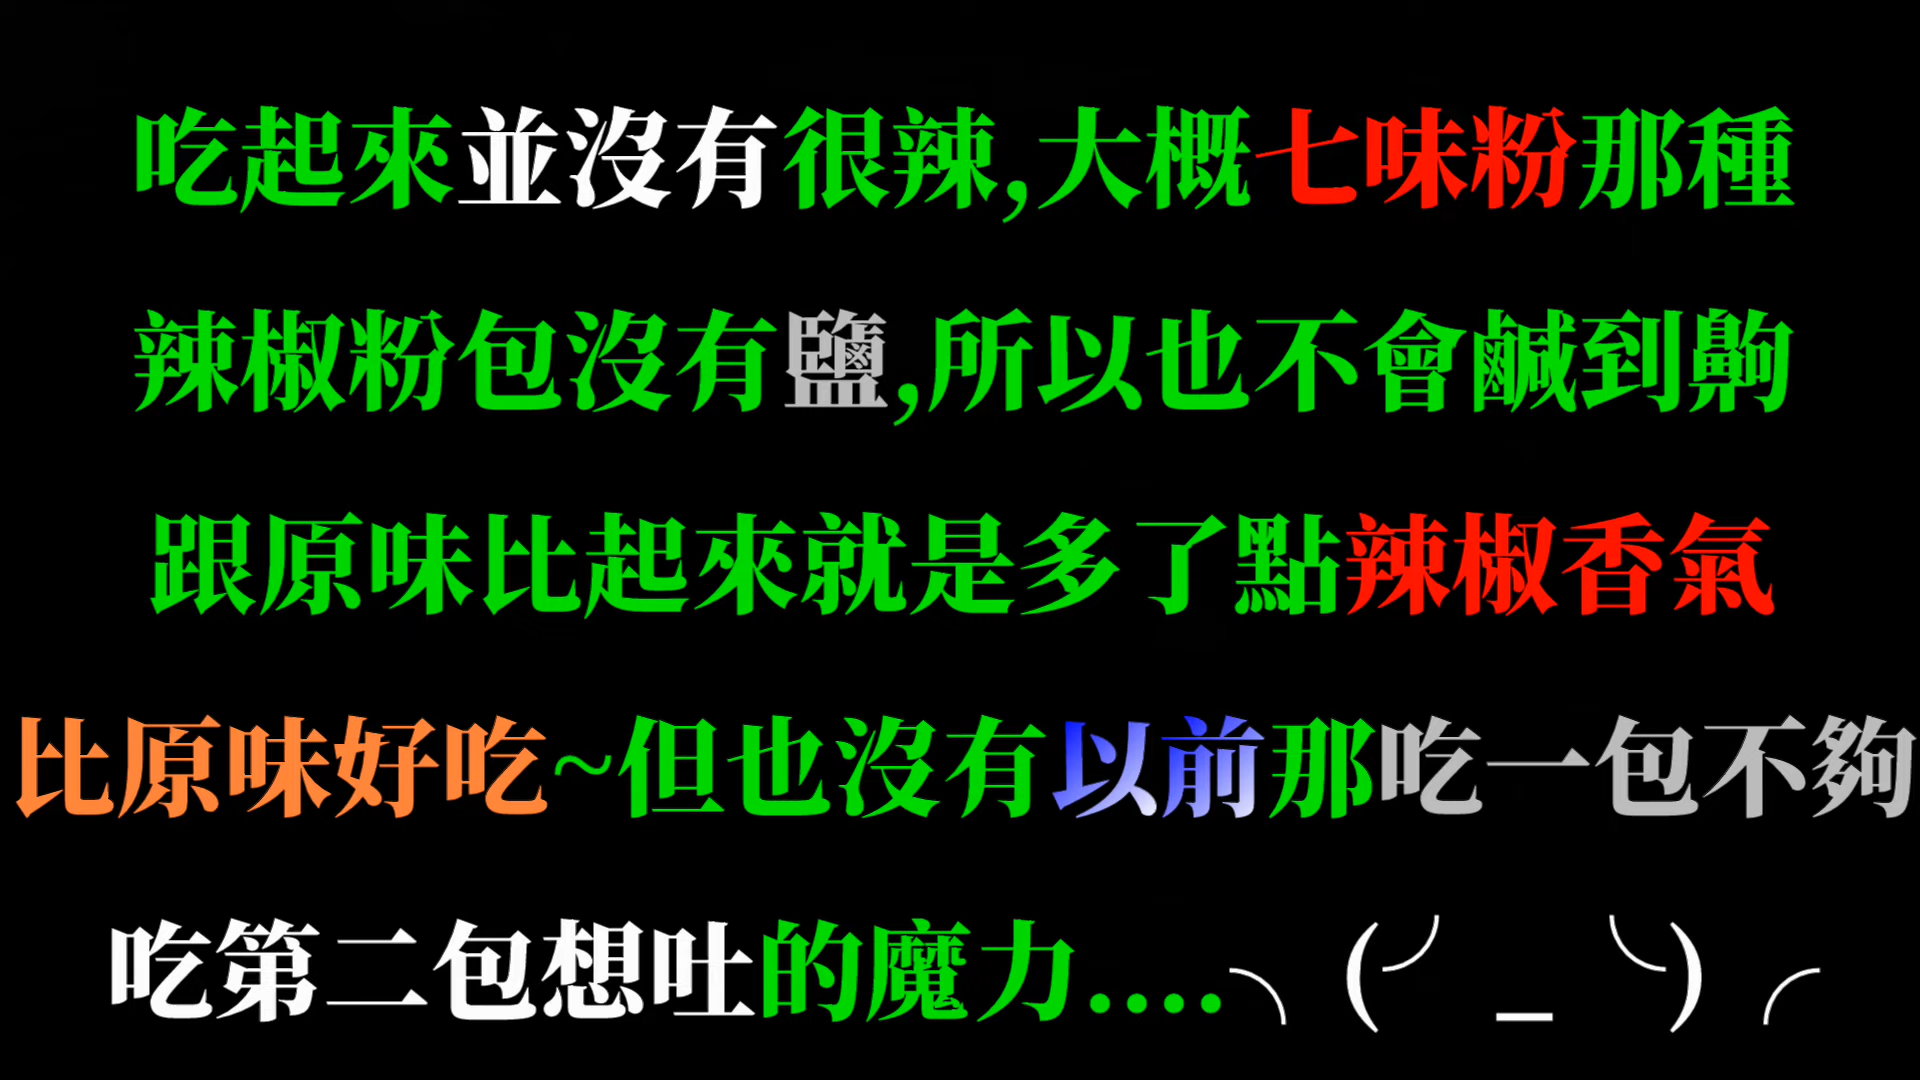 吃起來並沒有很辣,大概七味粉那種
辣椒粉包沒有鹽,所以也不會鹹到齁
跟原味比起來就是多了點辣椒香氣
比原味好吃~但也沒有以前那吃一包不夠
吃第二包想吐的魔力....╮(╯_╰)╭